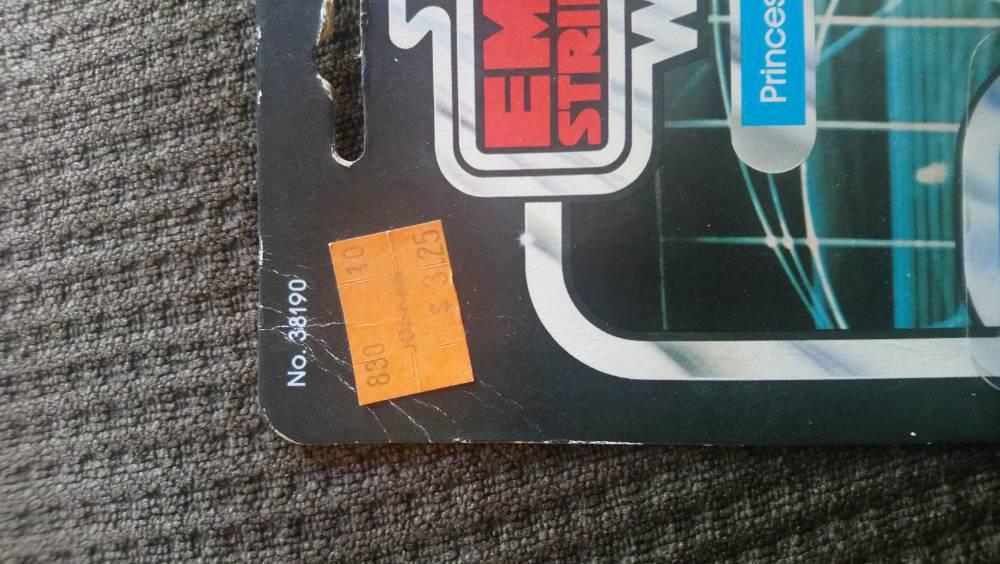 No. 38190
830 10
$ 3.25
EM
STRI
W
Princes